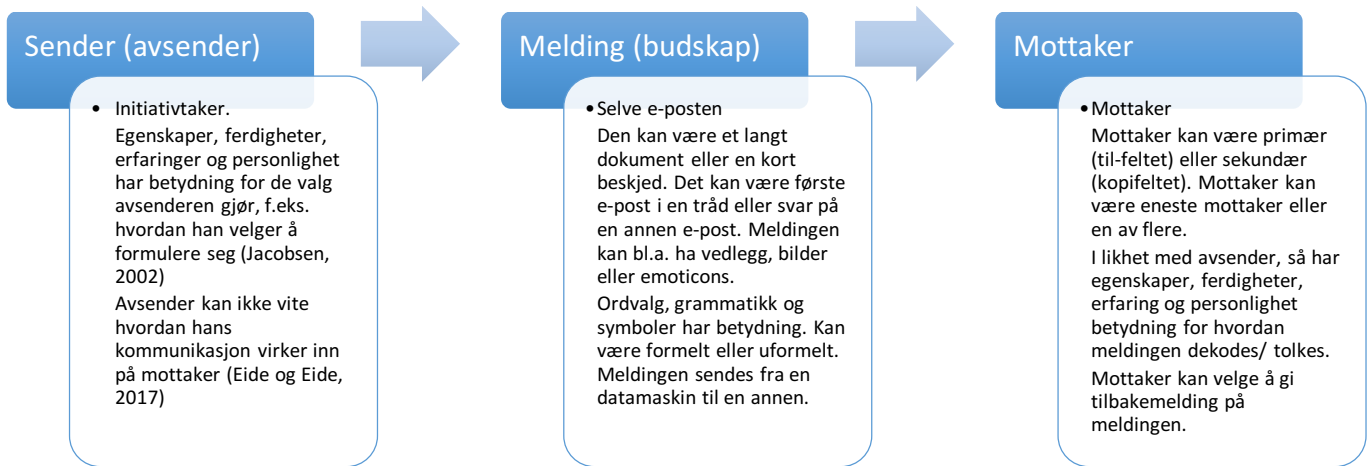 Sender (avsender)
• Initiativtaker.
Egenskaper, ferdigheter,
erfaringer og personlighet
har betydning for de valg
avsenderen gjør, f.eks.
hvordan han velger å
formulere seg (Jacobsen,
2002)
Avsender kan ikke vite
hvordan hans
kommunikasjon virker inn
på mottaker (Eide og Eide,
2017)
Melding (budskap)
•Selve e-posten
Den kan være et langt
dokument eller en kort
beskjed. Det kan være første
e-post i en tråd eller svar på
en annen e-post. Meldingen
kan bl.a. ha vedlegg, bilder
eller emoticons.
Ordvalg, grammatikk og
symboler har betydning. Kan
være formelt eller uformelt.
Meldingen sendes fra en
datamaskin til en annen.
Mottaker
•Mottaker
Mottaker kan være primær
(til-feltet) eller sekundær
(kopifeltet). Mottaker kan
være eneste mottaker eller
en av flere.
I likhet med avsender, så har
egenskaper, ferdigheter,
erfaring og personlighet
betydning for hvordan
meldingen dekodes/ tolkes.
Mottaker kan velge å gi
tilbakemelding på
meldingen.